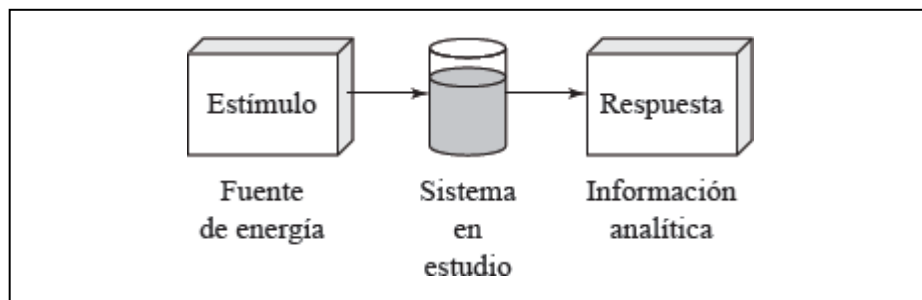 Estímulo
Respuesta
Fuente
de energía
Sistema
en
estudio
Información
analítica